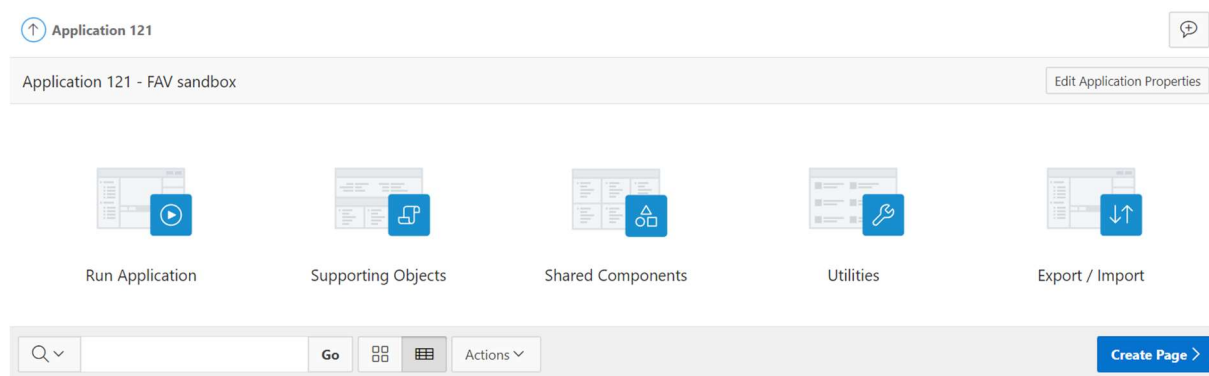 Application 121
Application 121 - FAV sandbox
Edit Application Properties
Run Application
Supporting Objects
Shared Components
Utilities
Export / Import
Go
Actions
Create Page